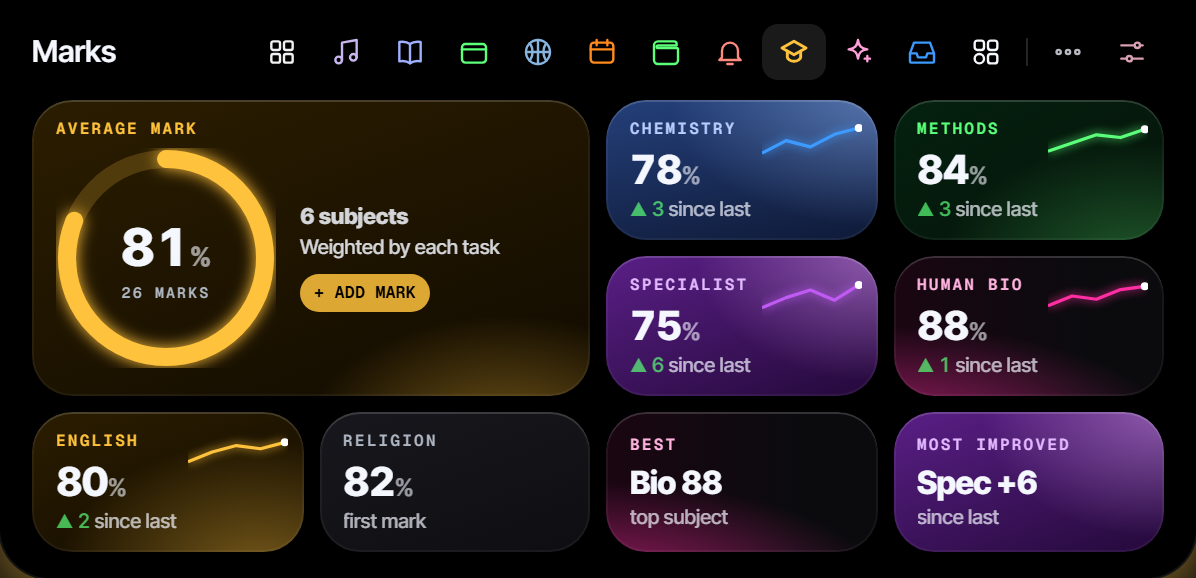 Marks
AVERAGE MARK
81%
26 MARKS
6 subjects
Weighted by each task
+ ADD MARK
CHEMISTRY
78%
▲ 3 since last
METHODS
84%
▲ 3 since last
SPECIALIST
75%
▲ 6 since last
HUMAN BIO
88%
▲ 1 since last
ENGLISH
80%
▲ 2 since last
RELIGION
82%
first mark
BEST
Bio 88
top subject
MOST IMPROVED
Spec +6
since last